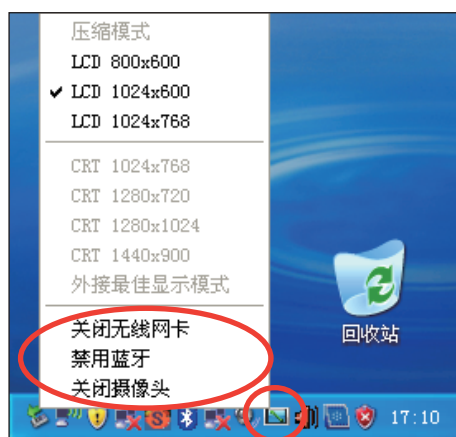 压缩模式
LCD 800x600
✔ LCD 1024x600
LCD 1024x768
CRT 1024x768
CRT 1280x720
CRT 1280x1024
CRT 1440x900
外接最佳显示模式
关闭无线网卡
禁用蓝牙
关闭摄像头
回收站
17:10